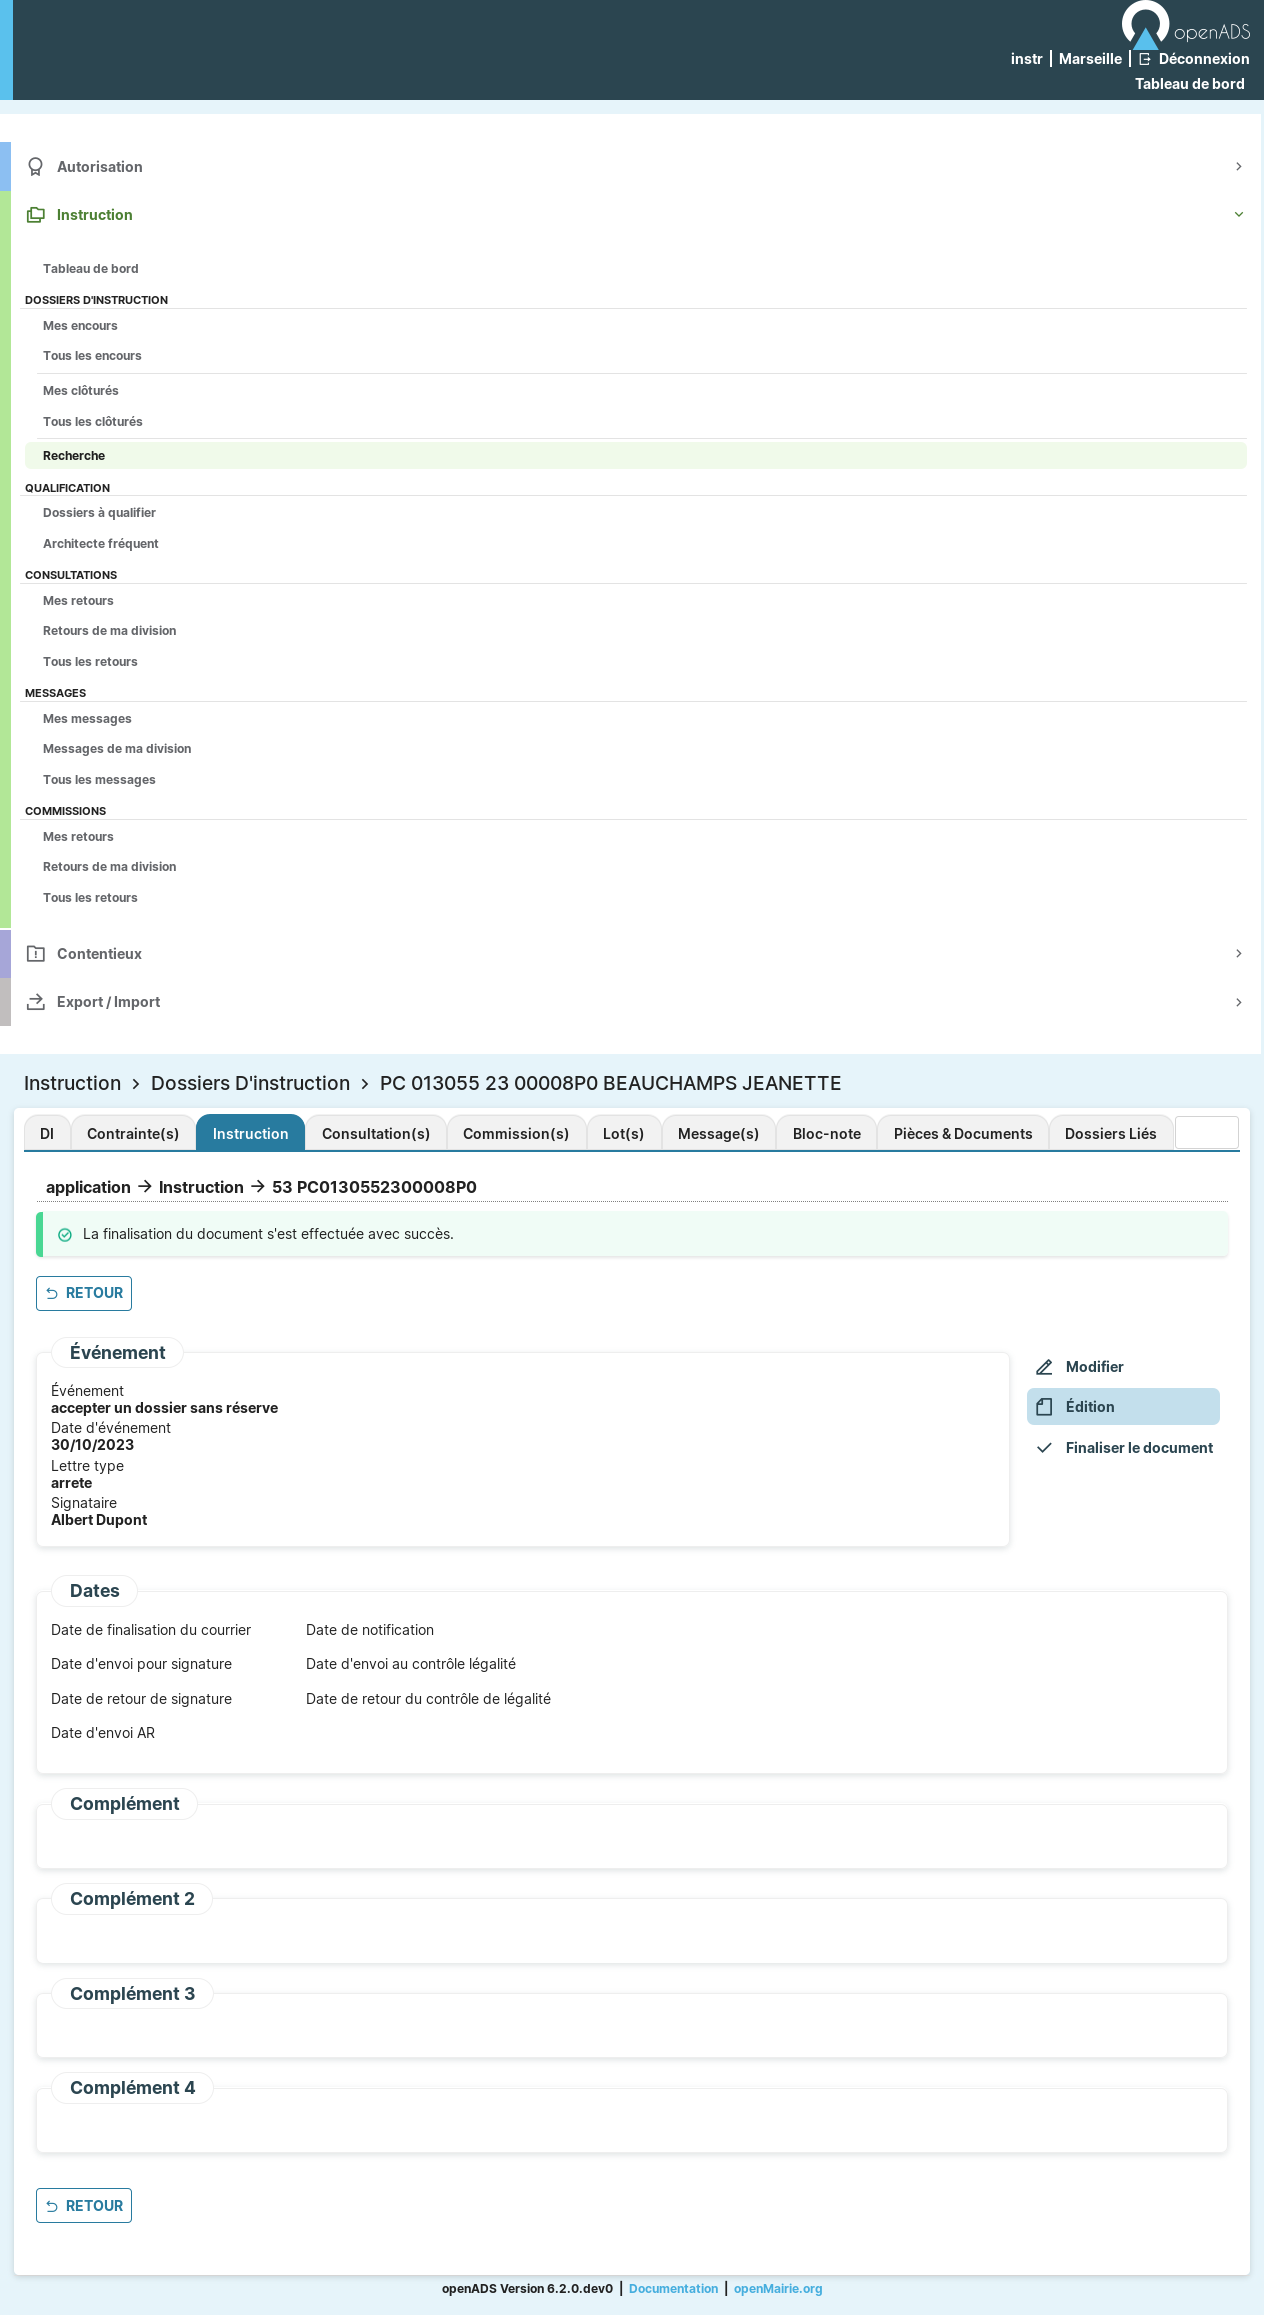 openADS
instr | Marseille | Déconnexion
Tableau de bord
Autorisation
Instruction
Tableau de bord
DOSSIERS D'INSTRUCTION
Mes encours
Tous les encours
Mes clôturés
Tous les clôturés
Recherche
QUALIFICATION
Dossiers à qualifier
Architecte fréquent
CONSULTATIONS
Mes retours
Retours de ma division
Tous les retours
MESSAGES
Mes messages
Messages de ma division
Tous les messages
COMMISSIONS
Mes retours
Retours de ma division
Tous les retours
Contentieux
Export / Import
Instruction > Dossiers D'instruction > PC 013055 23 00008P0 BEAUCHAMPS JEANETTE
DI Contrainte(s) Instruction Consultation(s) Commission(s) Lot(s) Message(s) Bloc-note Pièces & Documents Dossiers Liés
application → Instruction → 53 PC0130552300008P0
La finalisation du document s'est effectuée avec succès.
RETOUR
Événement
Événement
accepter un dossier sans réserve
Date d'événement
30/10/2023
Lettre type
arrete
Signataire
Albert Dupont
Modifier
Édition
Finaliser le document
Dates
Date de finalisation du courrier Date de notification
Date d'envoi pour signature Date d'envoi au contrôle légalité
Date de retour de signature Date de retour du contrôle de légalité
Date d'envoi AR
Complément
Complément 2
Complément 3
Complément 4
RETOUR
openADS Version 6.2.0.dev0 | Documentation | openMairie.org